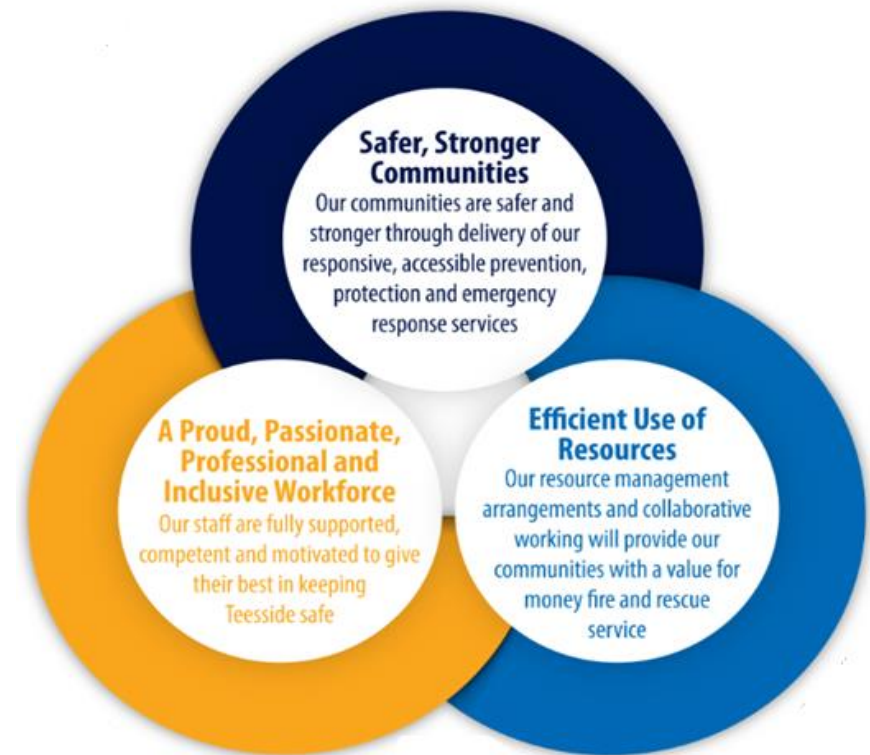 Safer, Stronger
Communities
Our communities are safer and
stronger through delivery of our
responsive, accessible prevention,
protection and emergency
response services
A Proud, Passionate,
Professional and
Inclusive Workforce
Our staff are fully supported,
competent and motivated to give
their best in keeping
Teesside safe
Efficient Use of
Resources
Our resource management
arrangements and collaborative
working will provide our
communities with a value for
money fire and rescue
service